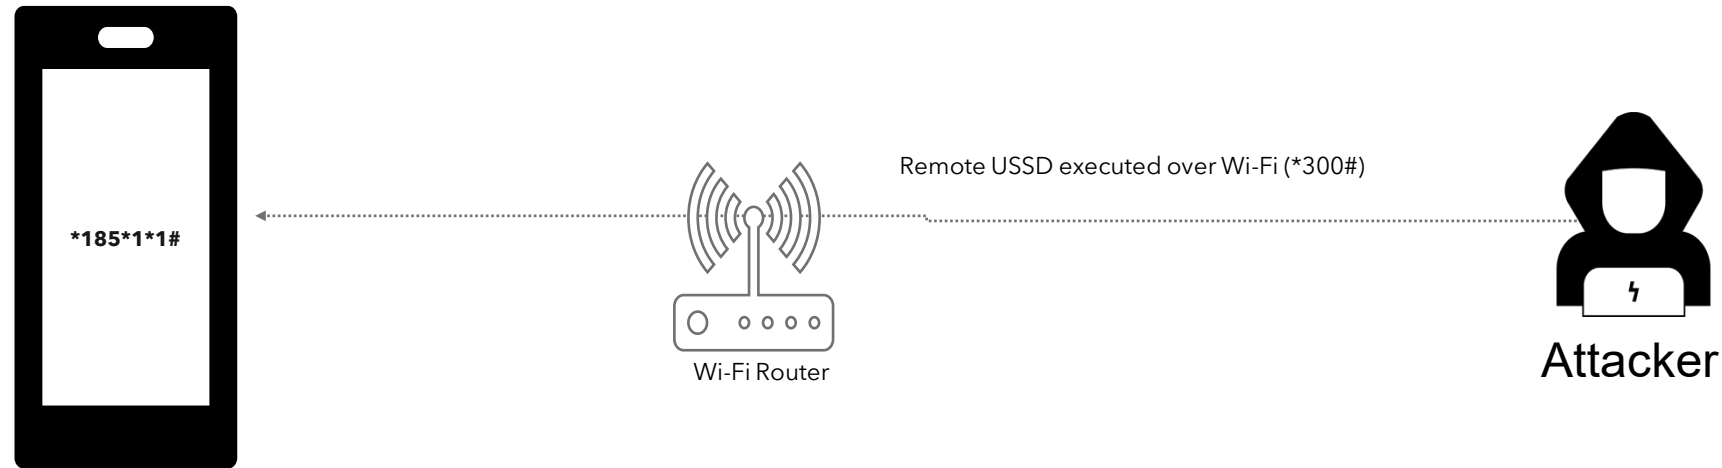 Remote USSD executed over Wi-Fi (*300#)
*185*1*1#
Wi-Fi Router
Attacker